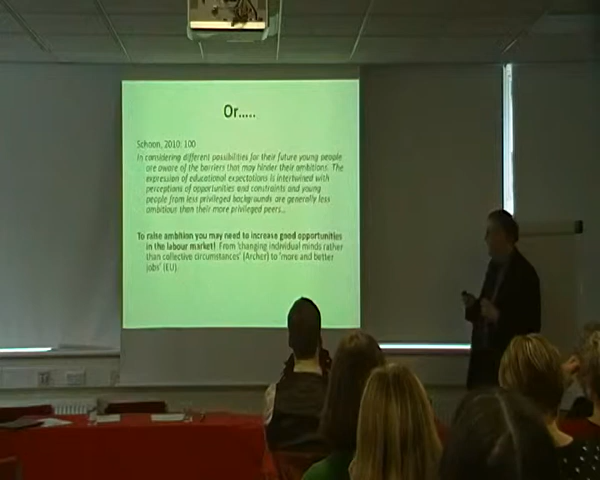 Or.....
Schoon, 2010: 100
In considering different possibilities for their future young people
are aware of the barriers that may hinder their ambitions. The
expression of educational expectations is intertwined with
perceptions of opportunities and constraints and young
people from less privileged backgrounds are generally less
ambitious than their more privileged peers...
To raise ambition you may need to increase good opportunities
in the labour market! From 'changing individual minds rather
than collective circumstances' (Archer) to 'more and better
jobs' (EU).